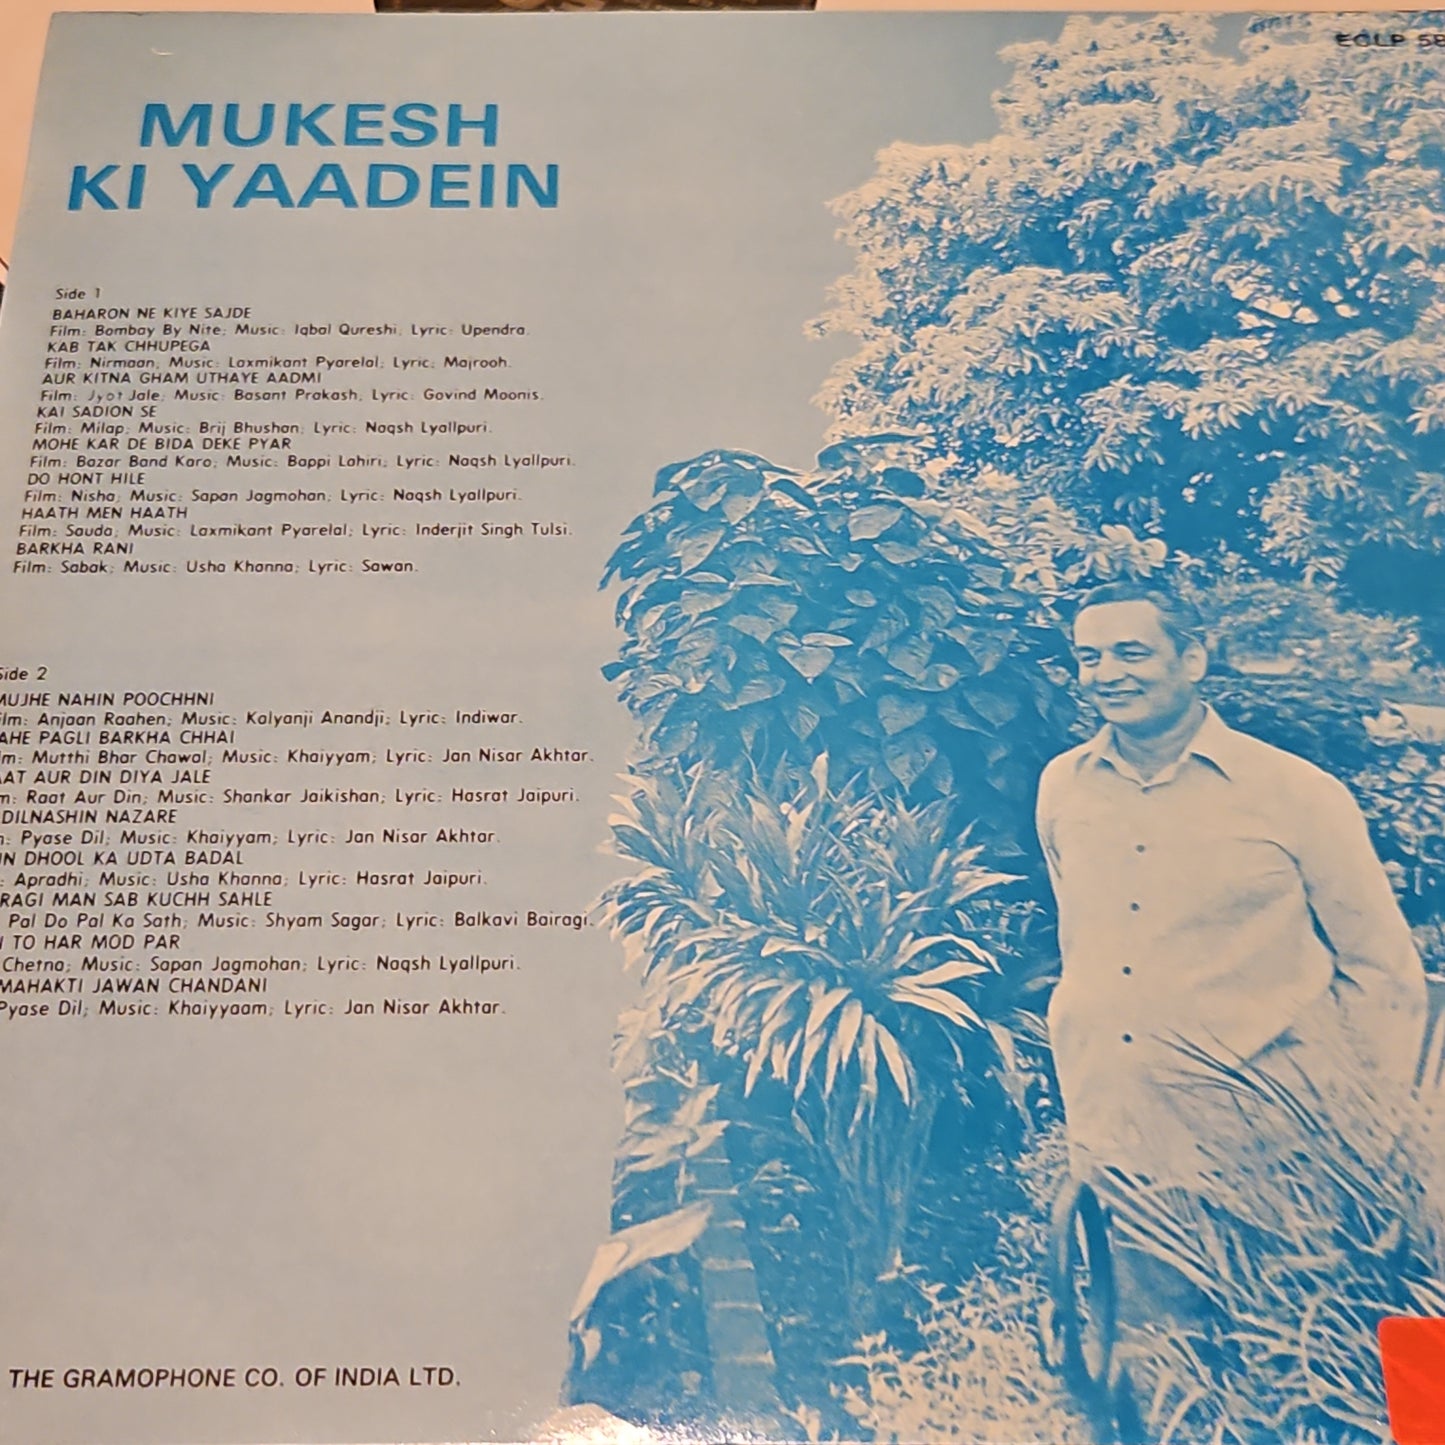 ECLP 58
MUKESH
KI YAADEIN
Side 1
BAHARON NE KIYE SAJDE
Film: Bombay By Nite; Music: Iqbal Qureshi, Lyric: Upendra.
KAB TAK CHHUPEGA
Film: Nirmaan, Music: Laxmikant Pyarelal; Lyric: Majrooh.
AUR KITNA GHAM UTHAYE AADMI
Film: Jyot Jale; Music: Basant Prakash, Lyric: Govind Moonis.
KAI SADION SE
Film: Milap; Music: Brij Bhushan; Lyric: Naqsh Lyallpuri.
MOHE KAR DE BIDA DEKE PYAR
Film: Bazar Band Karo; Music: Bappi Lahiri; Lyric: Naqsh Lyallpuri.
DO HONT HILE
Film: Nisha; Music: Sapan Jagmohan; Lyric: Naqsh Lyallpuri.
HAATH MEN HAATH
Film: Sauda; Music: Laxmikant Pyarelal; Lyric: Inderjit Singh Tulsi.
BARKHA RANI
Film: Sabak; Music: Usha Khanna; Lyric: Sawan.
Side 2
MUJHE NAHIN POOCHHNI
ilm: Anjaan Raahen; Music: Kalyanji Anandji; Lyric: Indiwar.
AHE PAGLI BARKHA CHHAI
lm: Mutthi Bhar Chawal; Music: Khaiyyam; Lyric: Jan Nisar Akhtar.
AAT AUR DIN DIYA JALE
m: Raat Aur Din; Music: Shankar Jaikishan; Lyric: Hasrat Jaipuri.
DILNASHIN NAZARE
: Pyase Dil; Music: Khaiyyam; Lyric: Jan Nisar Akhtar.
IN DHOOL KA UDTA BADAL
: Apradhi; Music: Usha Khanna; Lyric: Hasrat Jaipuri.
RAGI MAN SAB KUCHH SAHLE
Pal Do Pal Ka Sath; Music: Shyam Sagar; Lyric: Balkavi Bairagi.
I TO HAR MOD PAR
Chetna; Music: Sapan Jagmohan; Lyric: Naqsh Lyallpuri.
MAHAKTI JAWAN CHANDANI
Pyase Dil; Music: Khaiyyaam; Lyric: Jan Nisar Akhtar.
THE GRAMOPHONE CO. OF INDIA LTD.